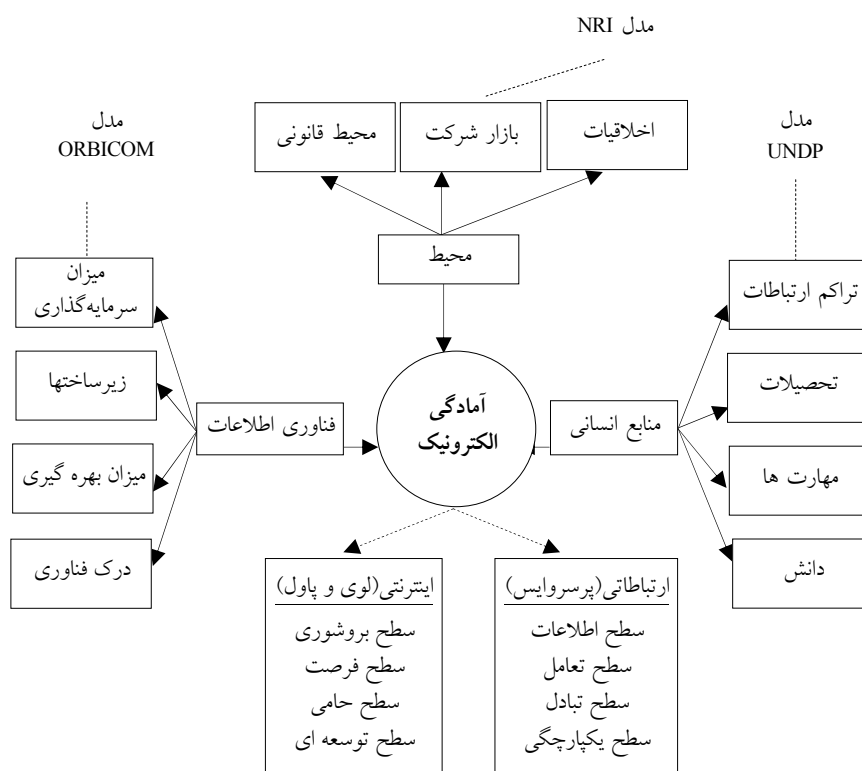 مدل NRI
مدل
UNDP
مدل
ORBICOM
اخلاقیات
بازار شرکت
محیط قانونی
محیط
تراکم ارتباطات
تحصیلات
مهارت ها
دانش
منابع انسانی
آمادگی
الکترونیک
فناوری اطلاعات
میزان
سرمایه‌گذاری
زیرساختها
میزان بهره گیری
درک فناوری
ارتباطاتی(پرسروایس)
سطح اطلاعات
سطح تعامل
سطح تبادل
سطح یکپارچگی
اینترنتی(لوی و پاول)
سطح بروشوری
سطح فرصت
سطح حامی
سطح توسعه ای